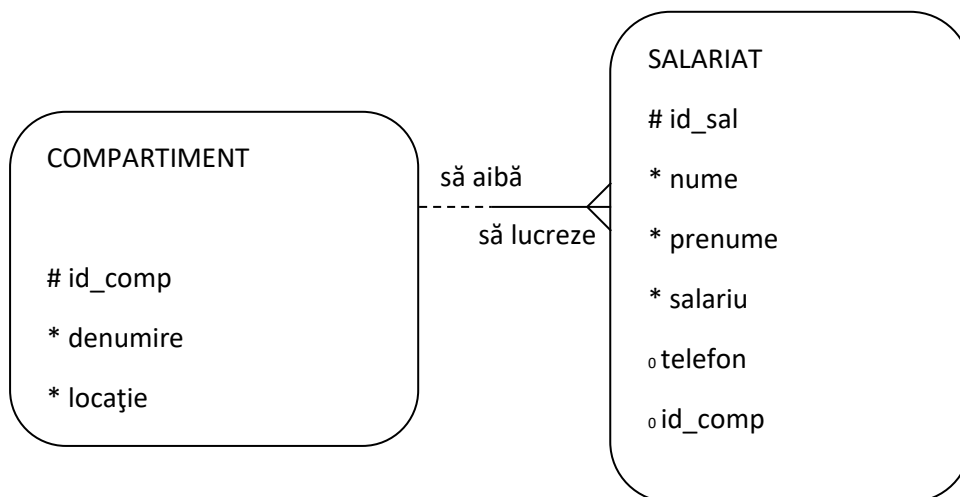 COMPARTIMENT
# id_comp
* denumire
* locaţie
să aibă
să lucreze
SALARIAT
# id_sal
* nume
* prenume
* salariu
o telefon
o id_comp